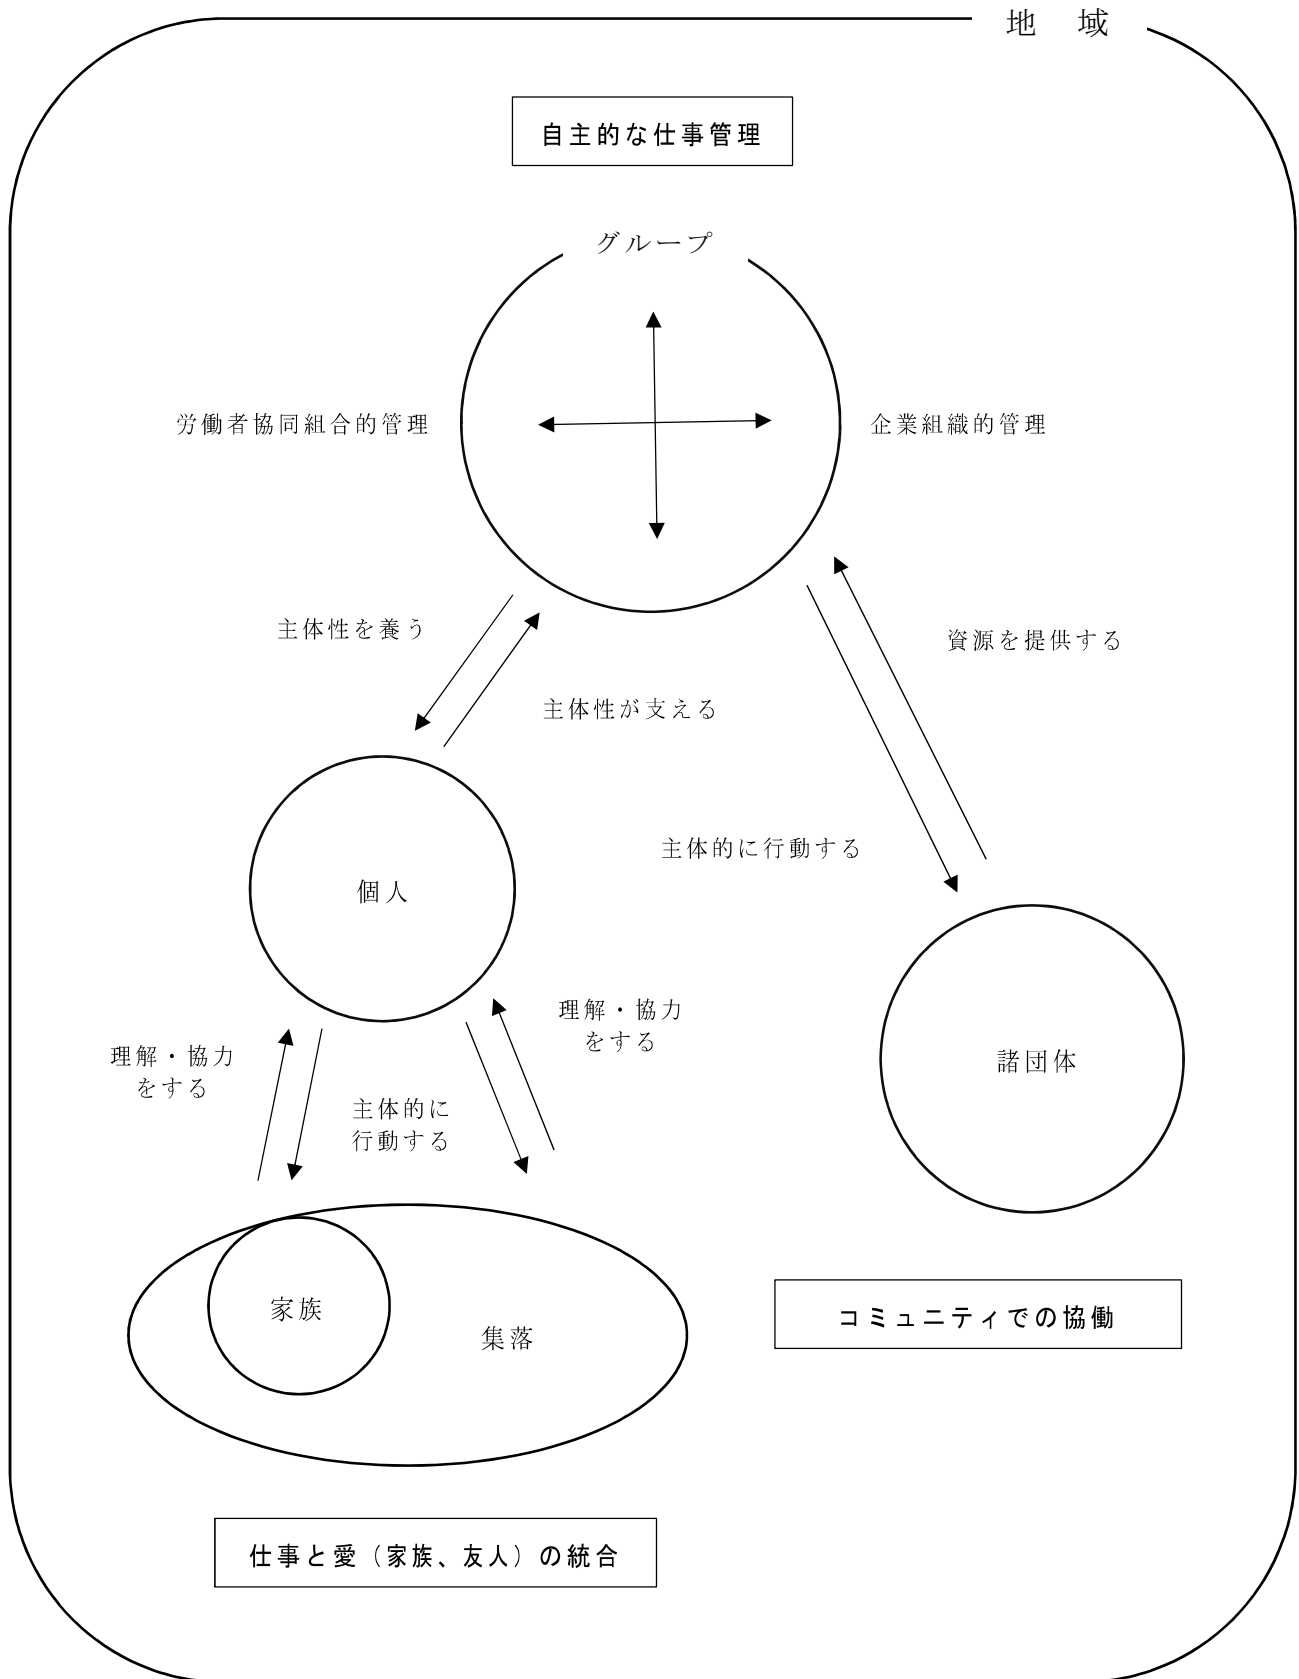 地 域
自主的な仕事管理
グループ
労働者協同組合的管理
企業組織的管理
主体性を養う
資源を提供する
主体性が支える
主体的に行動する
個人
理解・協力
をする
理解・協力
をする
主体的に
行動する
諸団体
家族
集落
コミュニティでの協働
仕事と愛（家族、友人）の統合